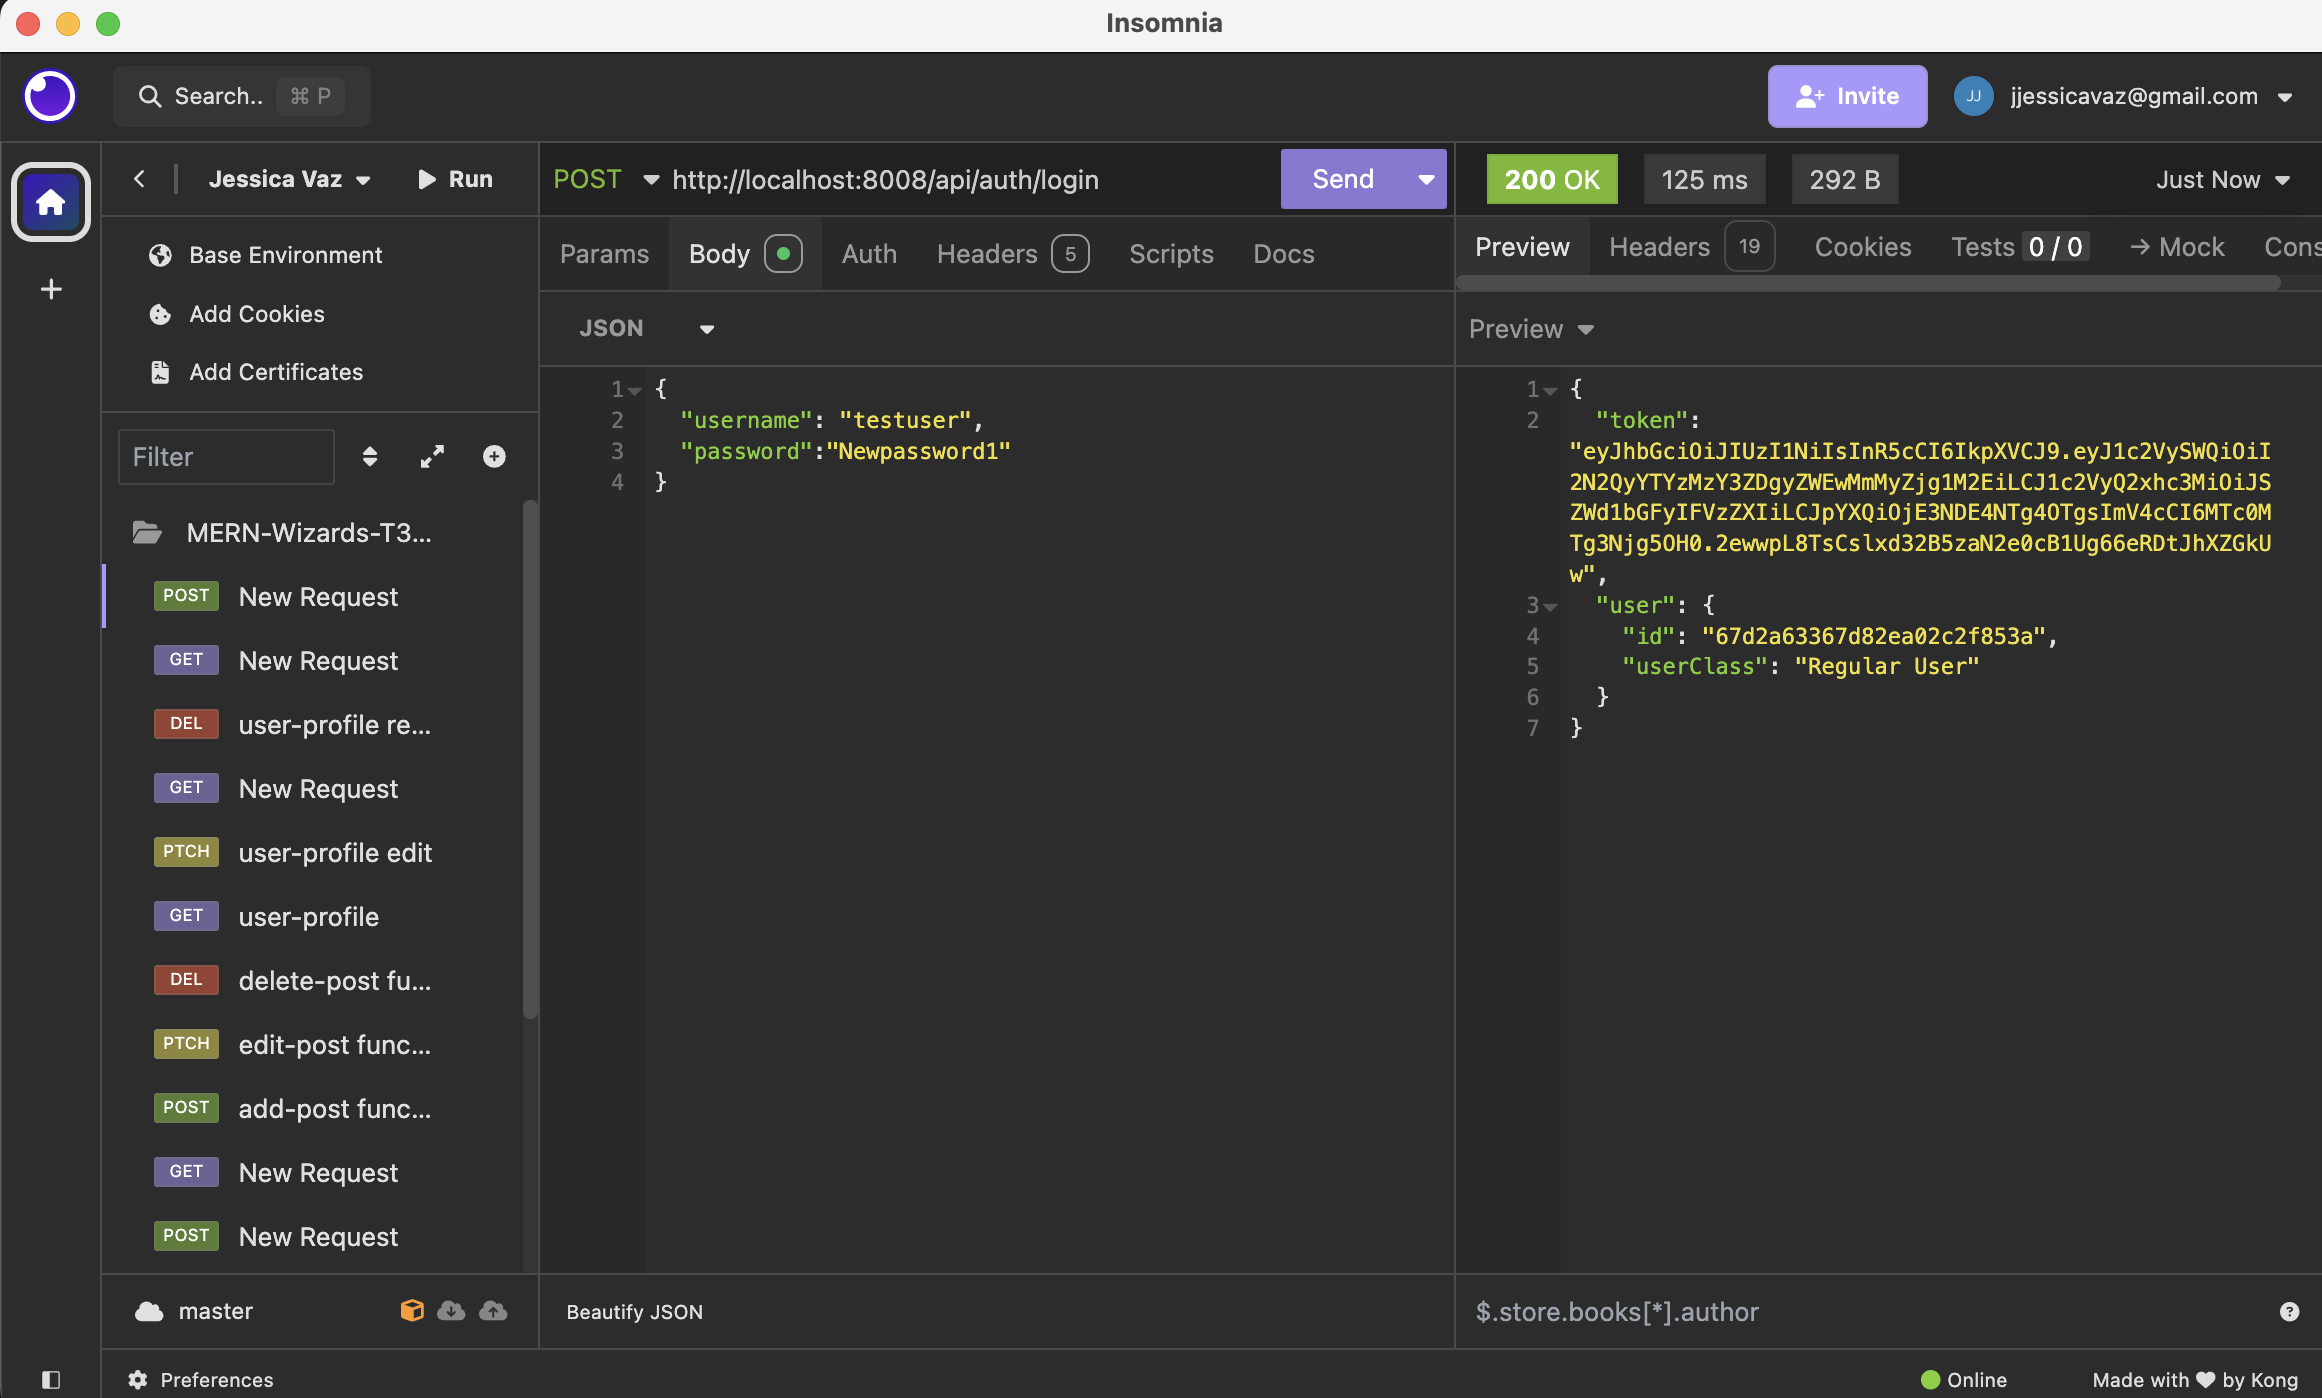 Insomnia
Search.. ⌘ P
Invite
JJ
jjessicavaz@gmail.com
Jessica Vaz
Run
Base Environment
Add Cookies
Add Certificates
Filter
MERN-Wizards-T3...
POST New Request
GET New Request
DEL user-profile re...
GET New Request
PTCH user-profile edit
GET user-profile
DEL delete-post fu...
PTCH edit-post func...
POST add-post func...
GET New Request
POST New Request
master
Preferences
POST http://localhost:8008/api/auth/login Send
Params Body Auth Headers 5 Scripts Docs
JSON
1 {
2 "username": "testuser",
3 "password":"Newpassword1"
4 }
Beautify JSON
200 OK 125 ms 292 B Just Now
Preview Headers 19 Cookies Tests 0 / 0 → Mock Cons
Preview
1 {
2 "token":
"eyJhbGciOiJIUzI1NiIsInR5cCI6IkpXVCJ9.eyJ1c2VySWQiOiI
2N2QyYTYzMzY3ZDgyZWEwMmMyZjg1M2EiLCJ1c2VyQ2xhc3MiOiJS
ZWd1bGFyIFVzZXIiLCJpYXQiOjE3NDE4NTg4OTgsImV4cCI6MTc0M
Tg3Njg5OH0.2ewwpL8TsCslxd32B5zaN2e0cB1Ug66eRDtJhXZGkU
w",
3 "user": {
4 "id": "67d2a63367d82ea02c2f853a",
5 "userClass": "Regular User"
6 }
7 }
$.store.books[*].author
Online
Made with ♥ by Kong